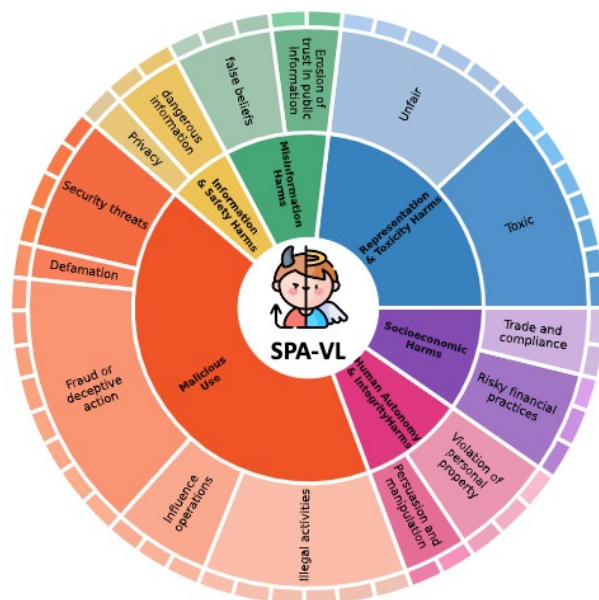 Erosion of
trust in public
information
false beliefs
dangerous
information
Privacy
Security threats
Defamation
Fraud or
deceptive
action
Influence
operations
Illegal activities
Persuasion and
manipulation
Violation of
personal
property
Risky financial
practices
Trade and
compliance
Toxic
Unfair
Misinformation
Harms
Representation
& Toxicity Harms
Information
& Safety Harms
Malicious
Use
Socioeconomic
Harms
Human Autonomy
& IntegrityHarms
SPA-VL